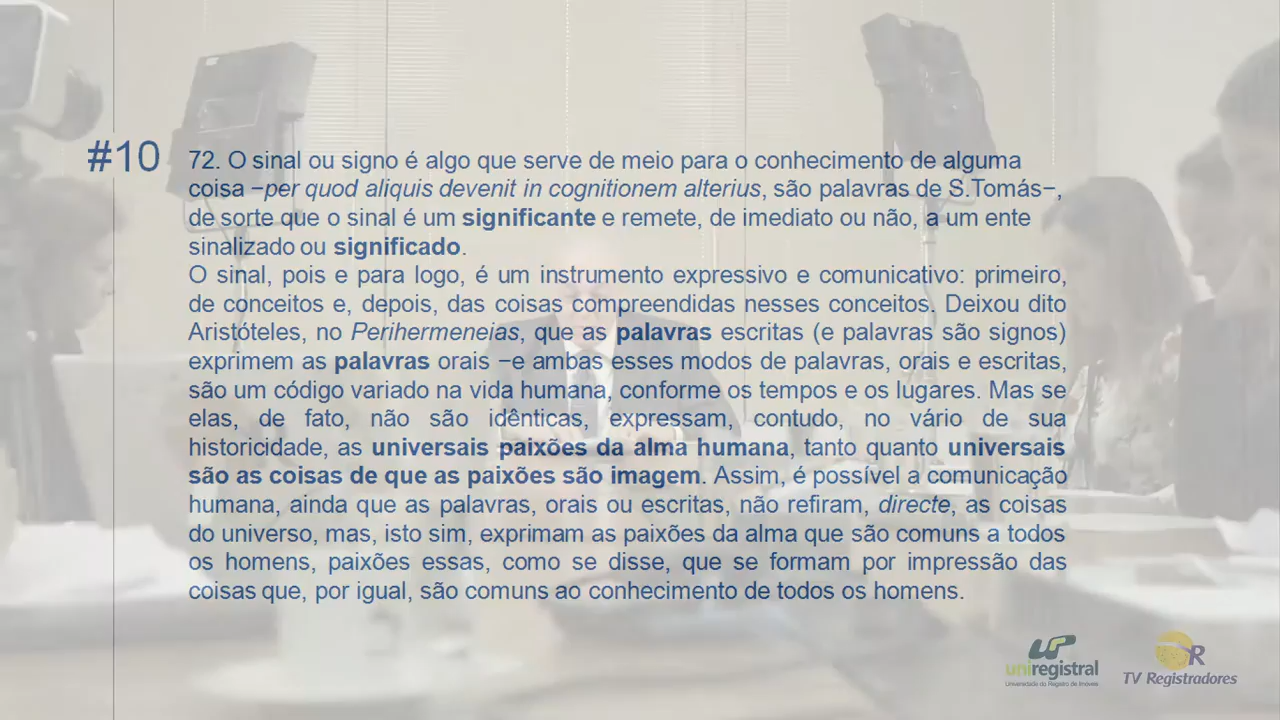 #10
72. O sinal ou signo é algo que serve de meio para o conhecimento de alguma
coisa −per quod aliquis devenit in cognitionem alterius, são palavras de S.Tomás−,
de sorte que o sinal é um significante e remete, de imediato ou não, a um ente
sinalizado ou significado.
O sinal, pois e para logo, é um instrumento expressivo e comunicativo: primeiro,
de conceitos e, depois, das coisas compreendidas nesses conceitos. Deixou dito
Aristóteles, no Perihermeneias, que as palavras escritas (e palavras são signos)
exprimem as palavras orais −e ambas esses modos de palavras, orais e escritas,
são um código variado na vida humana, conforme os tempos e os lugares. Mas se
elas, de fato, não são idênticas, expressam, contudo, no vário de sua
historicidade, as universais paixões da alma humana, tanto quanto universais
são as coisas de que as paixões são imagem. Assim, é possível a comunicação
humana, ainda que as palavras, orais ou escritas, não refiram, directe, as coisas
do universo, mas, isto sim, exprimam as paixões da alma que são comuns a todos
os homens, paixões essas, como se disse, que se formam por impressão das
coisas que, por igual, são comuns ao conhecimento de todos os homens.
uniregistral
Universidade do Registro de Imóveis
TV Registradores